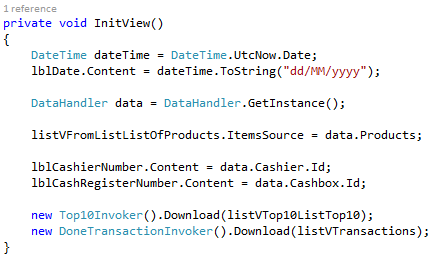 1 reference
private void InitView()
{
    DateTime dateTime = DateTime.UtcNow.Date;
    lblDate.Content = dateTime.ToString("dd/MM/yyyy");

    DataHandler data = DataHandler.GetInstance();

    listVFromListListOfProducts.ItemsSource = data.Products;

    lblCashierNumber.Content = data.Cashier.Id;
    lblCashRegisterNumber.Content = data.Cashbox.Id;

    new Top10Invoker().Download(listVTop10ListTop10);
    new DoneTransactionInvoker().Download(listVTransactions);
}